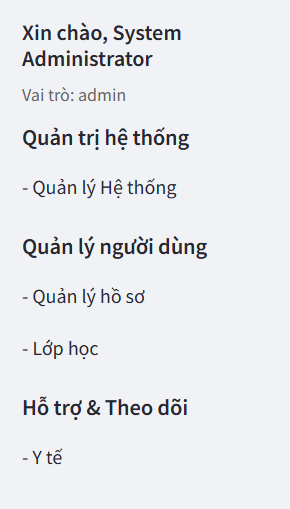 Xin chào, System
Administrator
Vai trò: admin
Quản trị hệ thống
- Quản lý Hệ thống
Quản lý người dùng
- Quản lý hồ sơ
- Lớp học
Hỗ trợ & Theo dõi
- Y tế